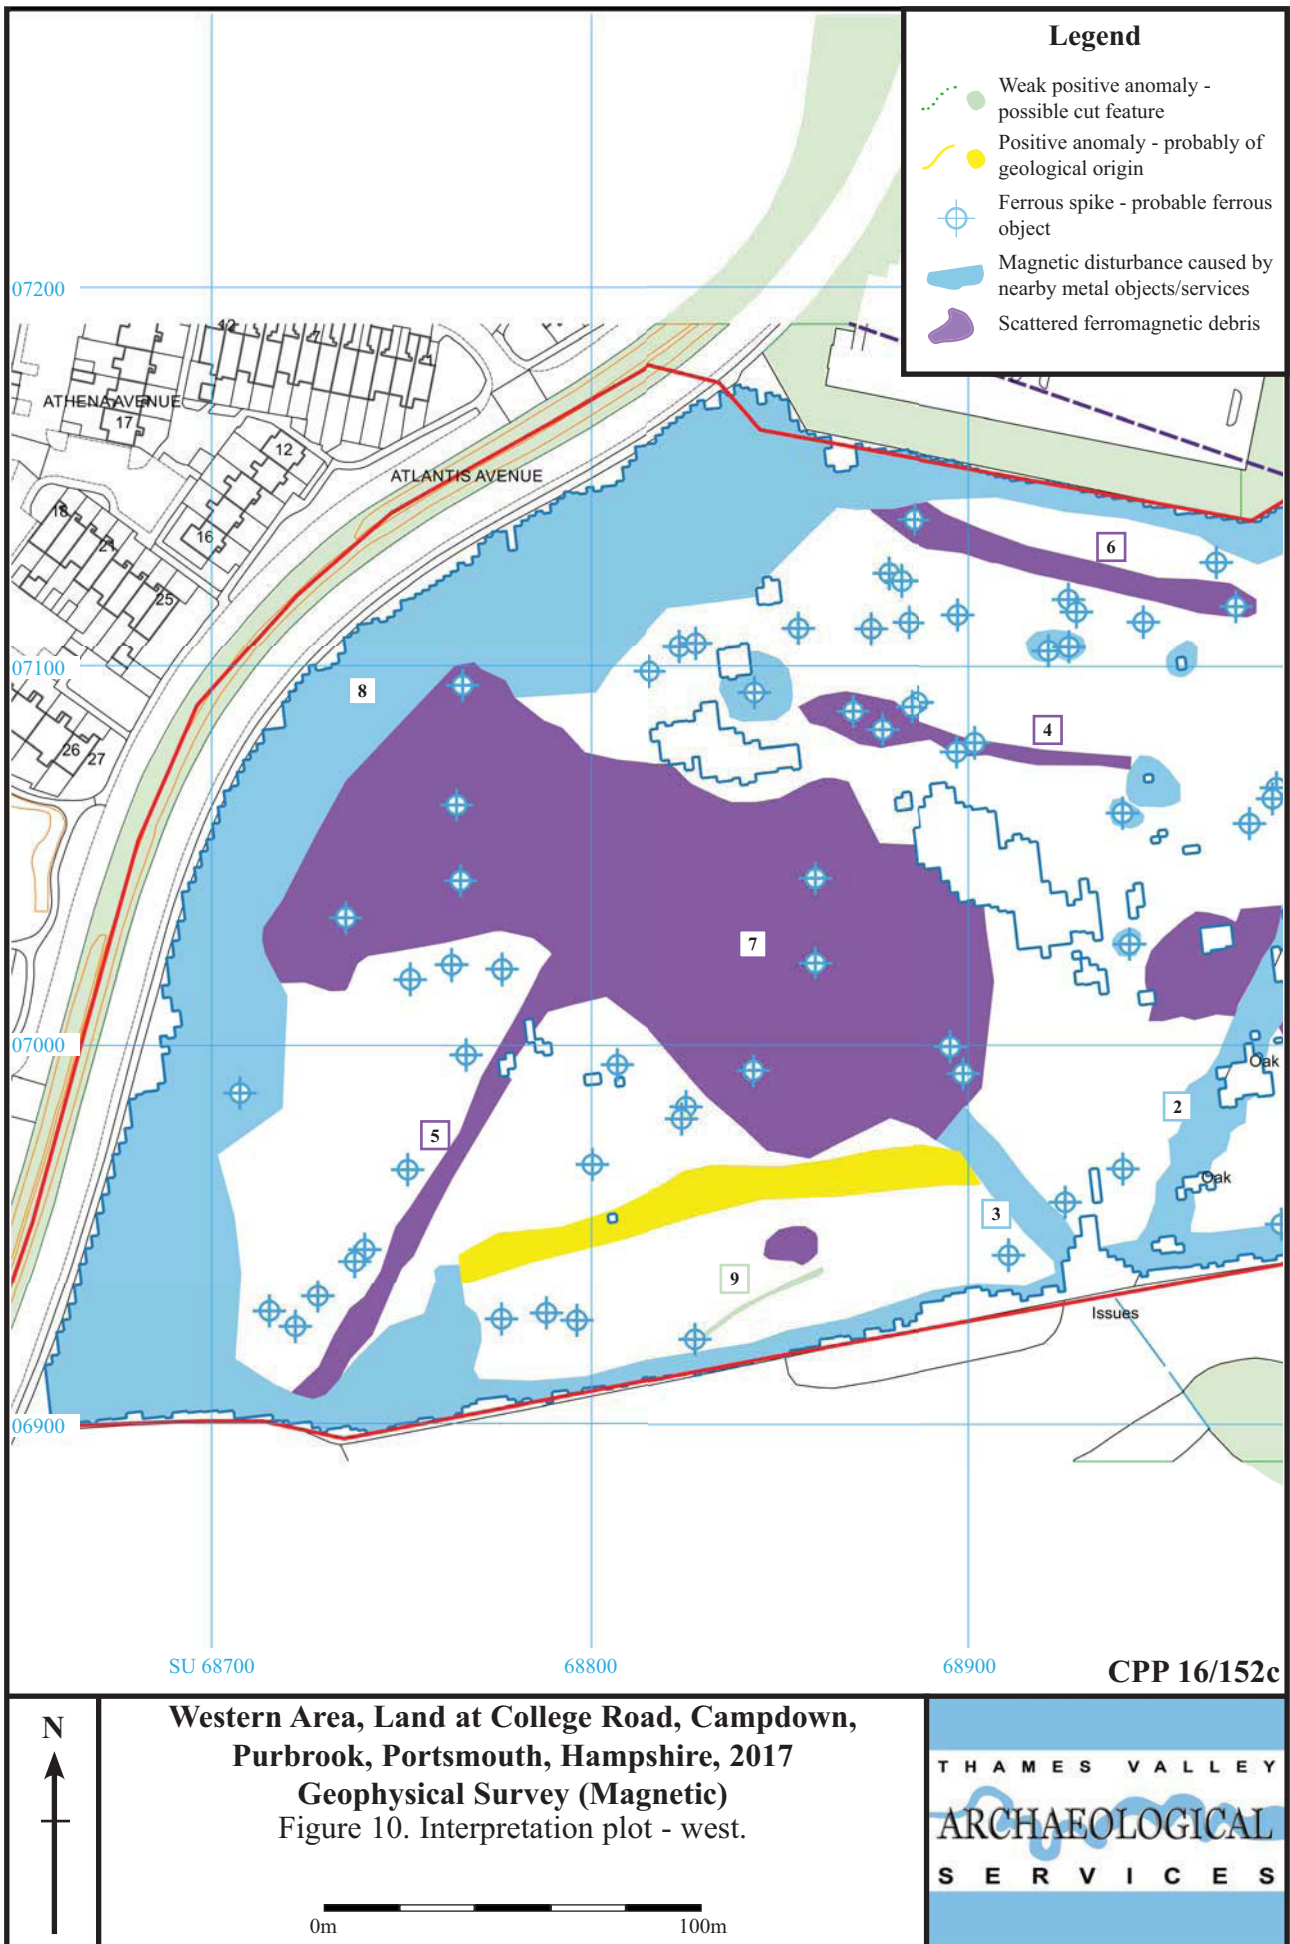 Legend
Weak positive anomaly -
possible cut feature
Positive anomaly - probably of
geological origin
Ferrous spike - probable ferrous
object
Magnetic disturbance caused by
nearby metal objects/services
Scattered ferromagnetic debris
07200
12
7
ATHENA AVENUE
17
12
ATLANTIS AVENUE
18
21
16
25
6
07100
8
26
27
4
7
07000
Oak
2
5
Oak
3
9
Issues
06900
SU 68700
68800
68900
CPP 16/152c
N
Western Area, Land at College Road, Campdown,
Purbrook, Portsmouth, Hampshire, 2017
Geophysical Survey (Magnetic)
Figure 10. Interpretation plot - west.
0m
100m
THAMES VALLEY
ARCHAEOLOGICAL
SERVICES